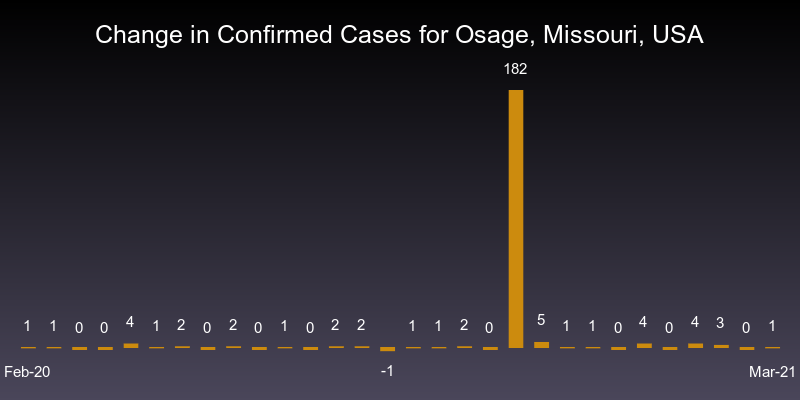 Change in Confirmed Cases for Osage, Missouri, USA
182
1 1 0 0 4 1 2 0 2 0 1 0 2 2 1 1 2 0 5 1 1 0 4 0 4 3 0 1
Feb-20 -1 Mar-21